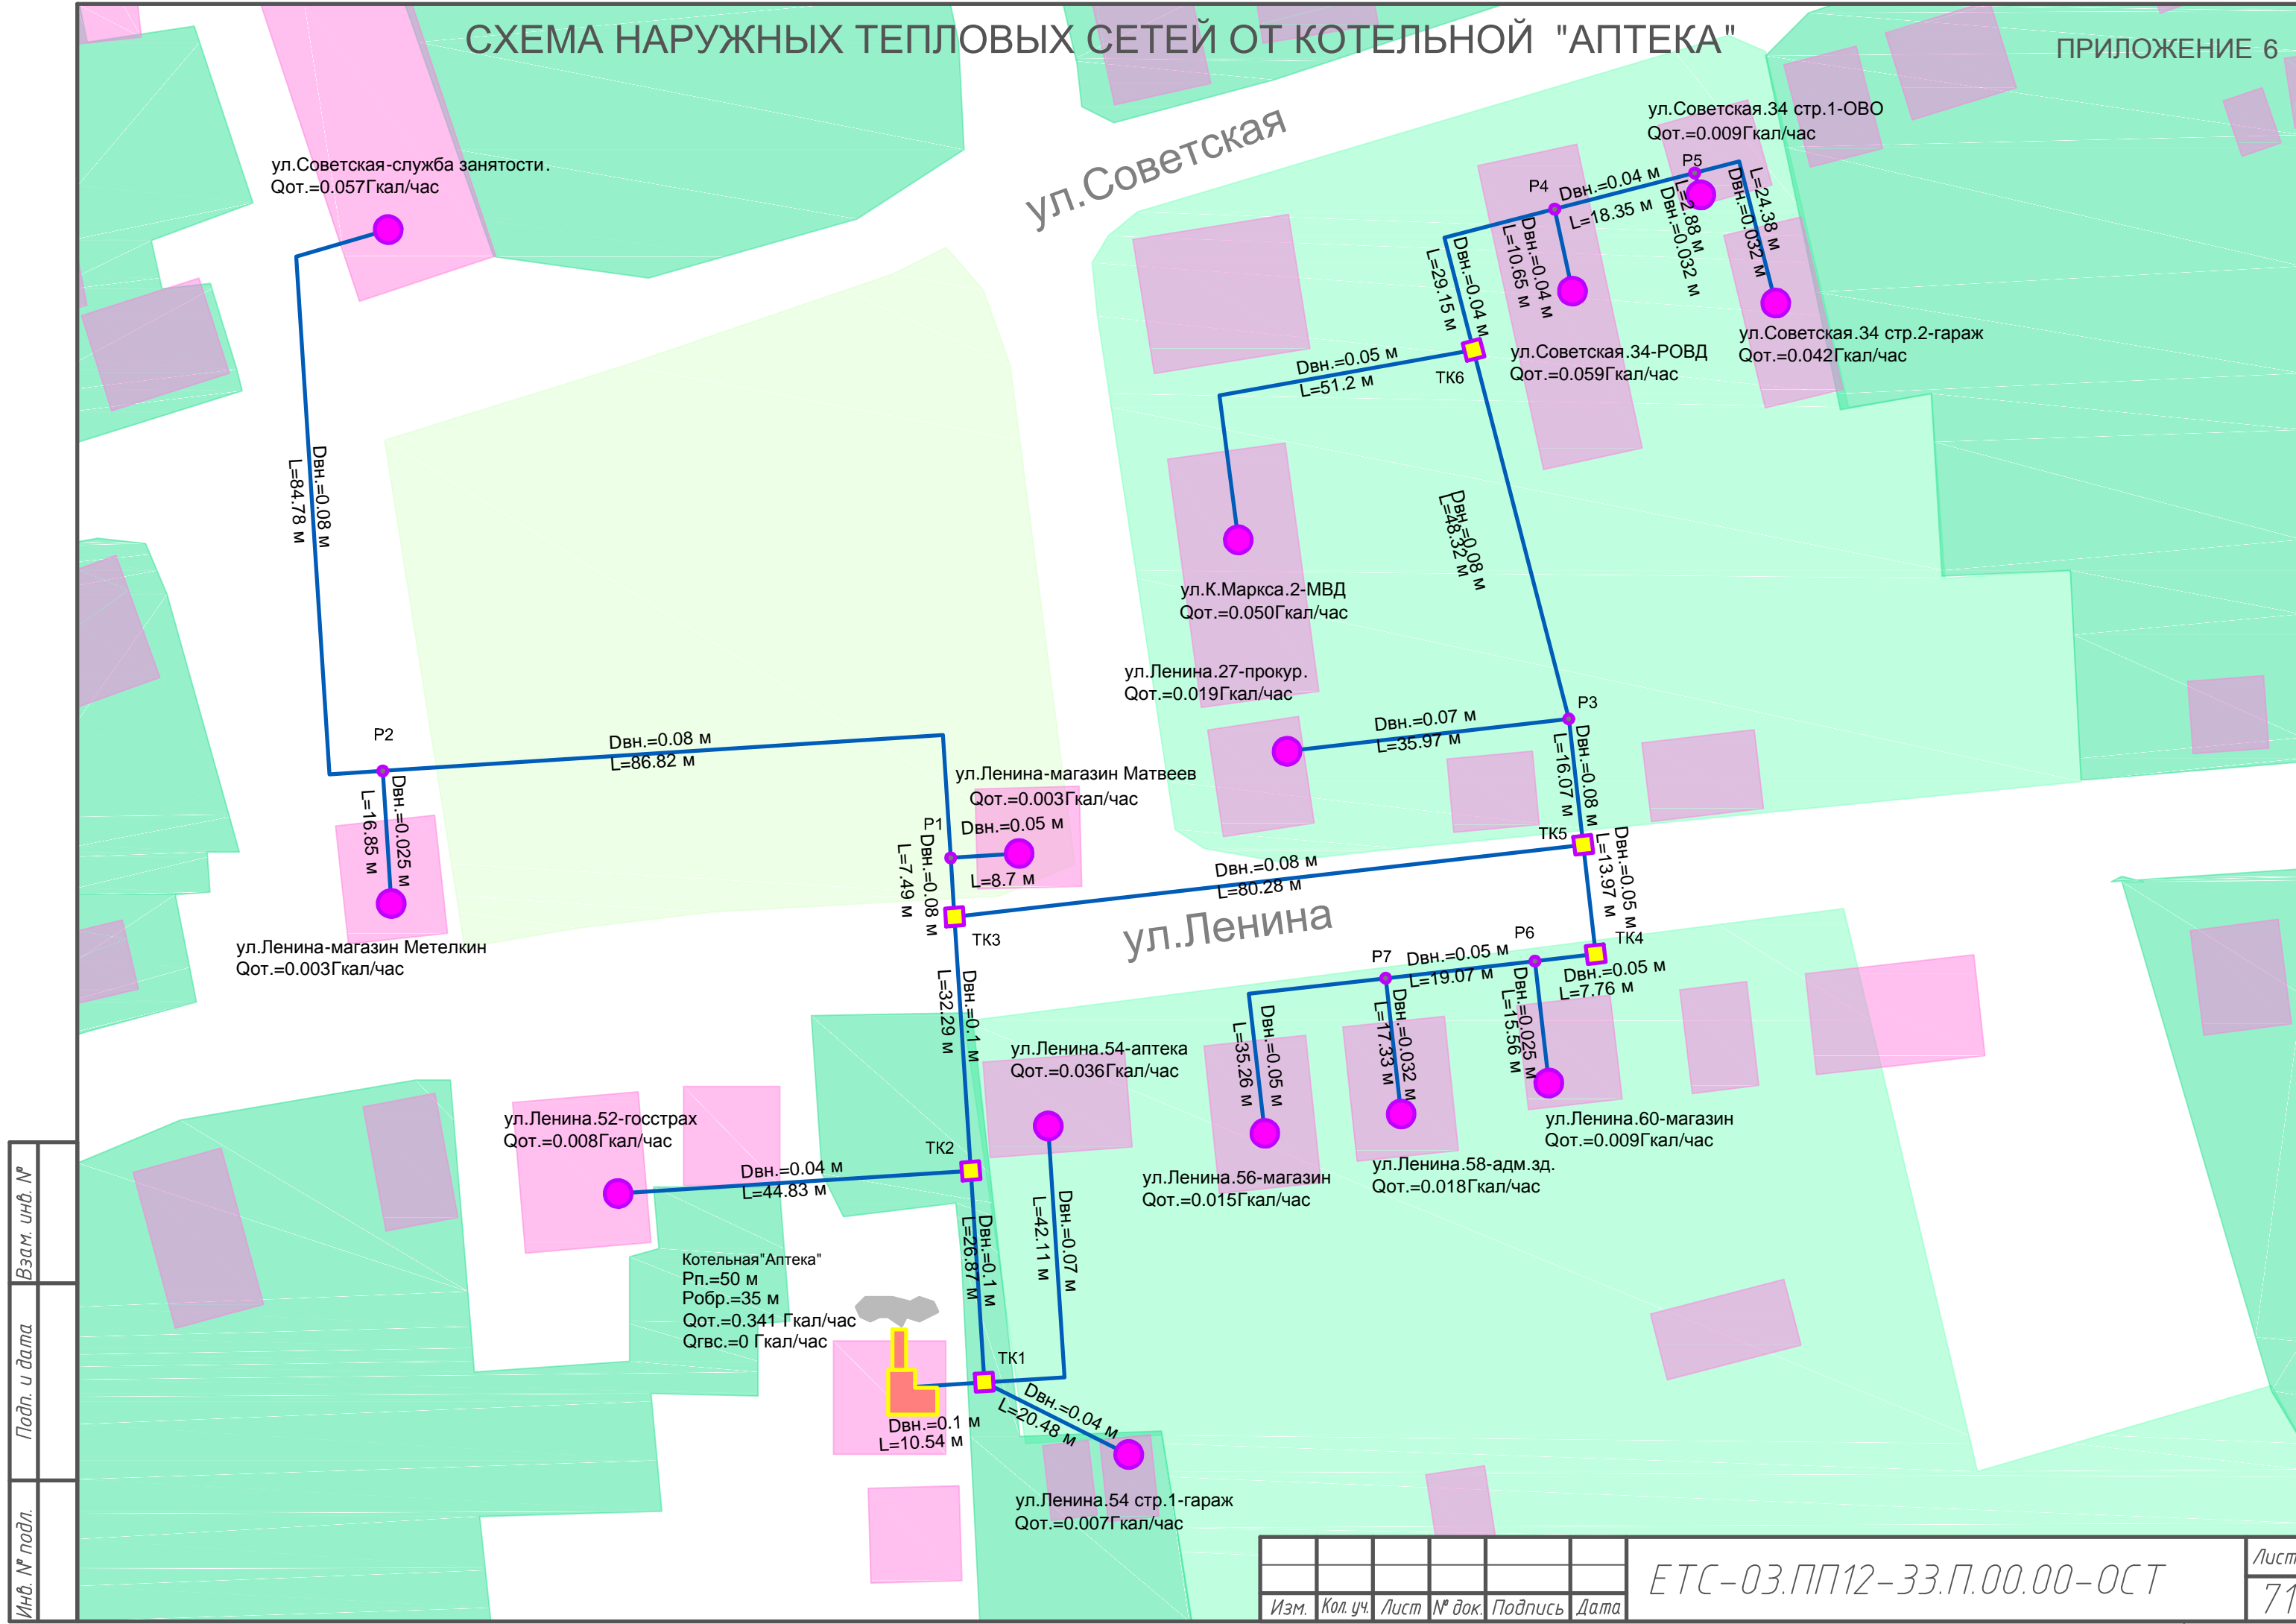 СХЕМА НАРУЖНЫХ ТЕПЛОВЫХ СЕТЕЙ ОТ КОТЕЛЬНОЙ "АПТЕКА"
ПРИЛОЖЕНИЕ 6
ул.Советская
ул.Советская-служба занятости.
Qот.=0.057Гкал/час
ул.Советская.34 стр.1-ОВО
Qот.=0.009Гкал/час
P5
P4
Dвн.=0.04 м
L=18.35 м
L=2.88 м
Dвн.=0.032 м
L=24.38 м
Dвн.=0.032 м
Dвн.=0.04 м
L=10.65 м
Dвн.=0.04 м
L=29.15 м
ул.Советская.34 стр.2-гараж
Qот.=0.042Гкал/час
ул.Советская.34-РОВД
Qот.=0.059Гкал/час
ТК6
Dвн.=0.05 м
L=51.2 м
Dвн.=0.08 м
L=84.78 м
Dвн.=0.08 м
L=48.32 м
ул.К.Маркса.2-МВД
Qот.=0.050Гкал/час
ул.Ленина.27-прокур.
Qот.=0.019Гкал/час
P3
Dвн.=0.07 м
L=35.97 м
Dвн.=0.08 м
L=16.07 м
P2
Dвн.=0.08 м
L=86.82 м
Dвн.=0.025 м
L=16.85 м
ул.Ленина-магазин Матвеев
Qот.=0.003Гкал/час
P1
Dвн.=0.05 м
L=8.7 м
Dвн.=0.08 м
L=7.49 м
ТК5
Dвн.=0.08 м
L=80.28 м
Dвн.=0.05 м
L=13.97 м
ул.Ленина
ТК3
ТК4
P6
P7
Dвн.=0.05 м
L=19.07 м
Dвн.=0.05 м
L=7.76 м
ул.Ленина-магазин Метелкин
Qот.=0.003Гкал/час
Dвн.=0.1 м
L=32.29 м
Dвн.=0.05 м
L=35.26 м
Dвн.=0.032 м
L=17.33 м
Dвн.=0.025 м
L=15.56 м
ул.Ленина.54-аптека
Qот.=0.036Гкал/час
ул.Ленина.52-госстрах
Qот.=0.008Гкал/час
ул.Ленина.60-магазин
Qот.=0.009Гкал/час
ТК2
Dвн.=0.04 м
L=44.83 м
ул.Ленина.56-магазин
Qот.=0.015Гкал/час
ул.Ленина.58-адм.зд.
Qот.=0.018Гкал/час
Dвн.=0.1 м
L=26.87 м
Dвн.=0.07 м
L=42.11 м
Котельная"Аптека"
Рп.=50 м
Робр.=35 м
Qот.=0.341 Гкал/час
Qгвс.=0 Гкал/час
ТК1
Dвн.=0.1 м
L=10.54 м
Dвн.=0.04 м
L=20.48 м
ул.Ленина.54 стр.1-гараж
Qот.=0.007Гкал/час
Взам. инв. №
Подп. и дата
Инв. № подл.
Изм. Кол. уч. Лист № док. Подпись Дата
ЕТС-03.ПП12-33.П.00.00-ОСТ
Лист
71